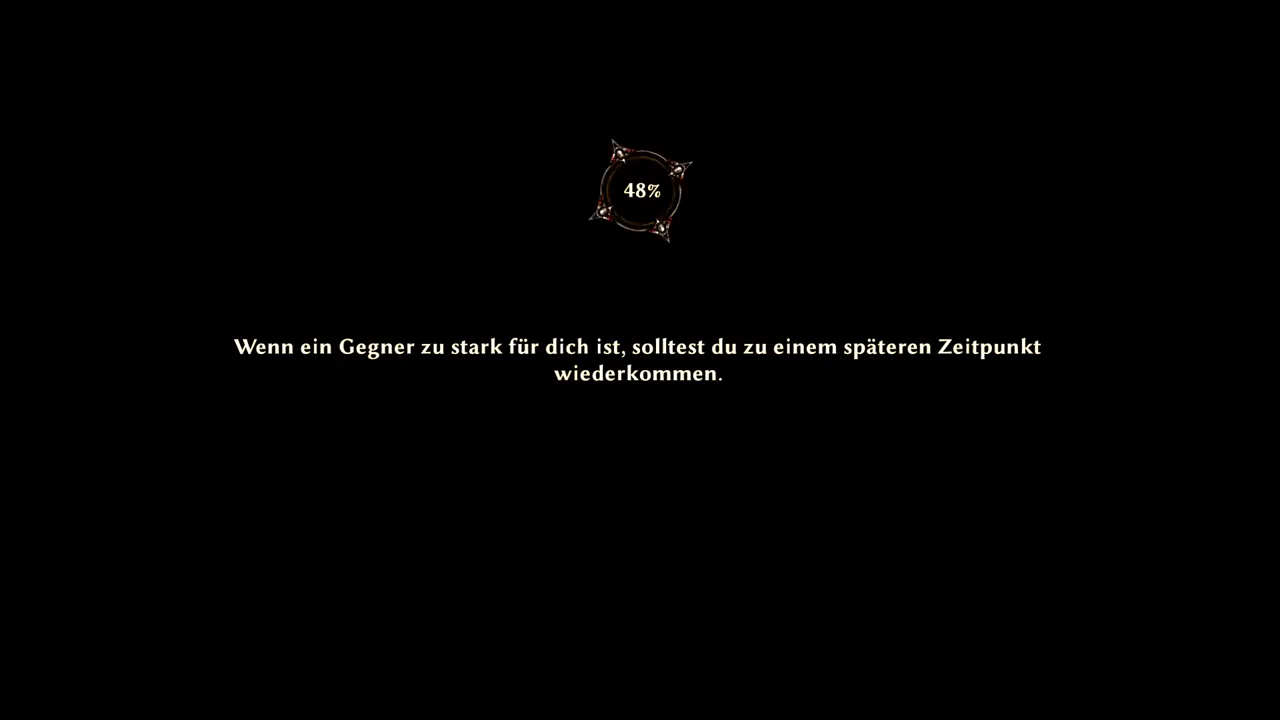 48%
Wenn ein Gegner zu stark für dich ist, solltest du zu einem späteren Zeitpunkt
wiederkommen.